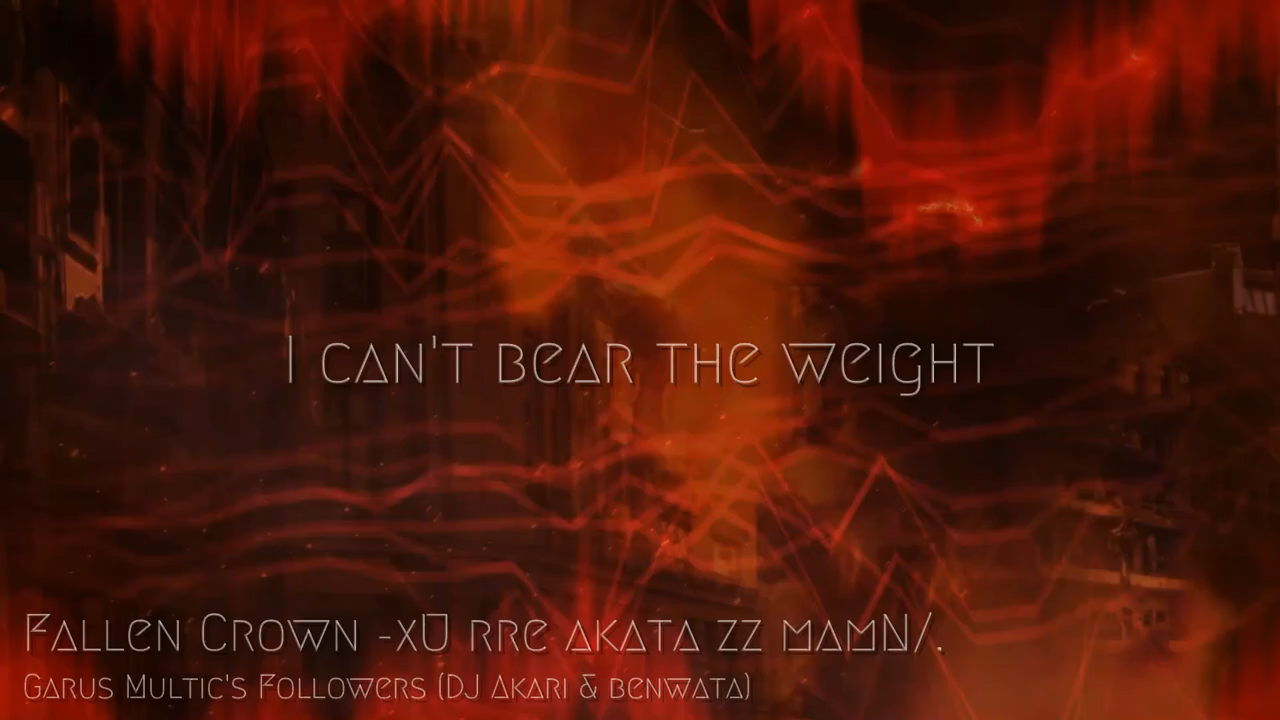 I can't bear the weight
Fallen Crown -xU rre akata zz mamN/.
Garus Multic's Followers (DJ Akari & benwata)